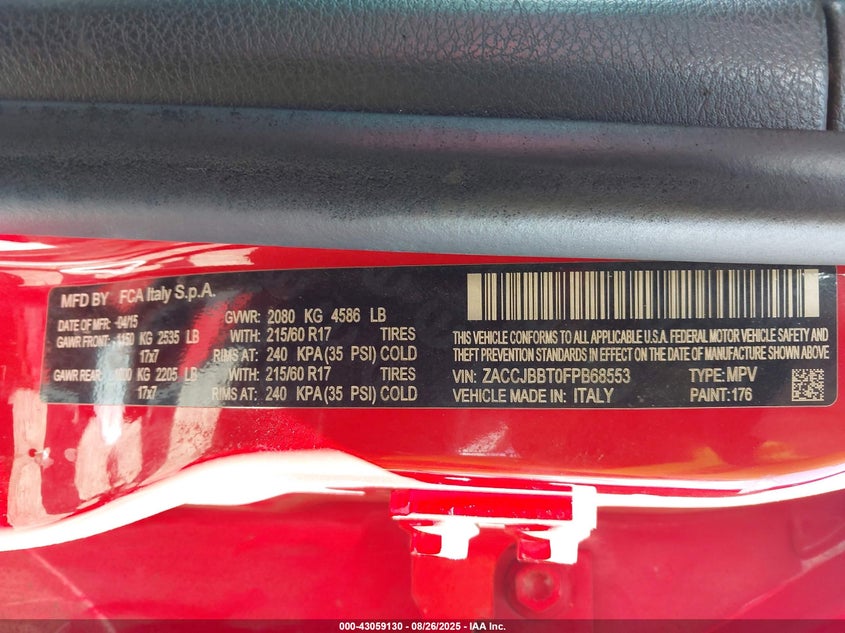 MFD BY FCA Italy S.p.A.
DATE OF MFR -04/15
GVWR: 2080 KG 4586 LB
GAWR FRONT: 1150 KG 2535 LB WITH: 215/60 R17 TIRES
17x7 RIMS AT: 240 KPA(35 PSI) COLD
GAWR REAR: 1000 KG 2205 LB WITH: 215/60 R17 TIRES
17x7 RIMS AT: 240 KPA(35 PSI) COLD
THIS VEHICLE CONFORMS TO ALL APPLICABLE U.S.A. FEDERAL MOTOR VEHICLE SAFETY AND
THEFT PREVENTION STANDARDS IN EFFECT ON THE DATE OF MANUFACTURE SHOWN ABOVE
VIN: ZACCJBBT0FPB68553 TYPE: MPV
VEHICLE MADE IN: ITALY PAINT: 176
000-43059130 - 08/26/2025 - IAA Inc.